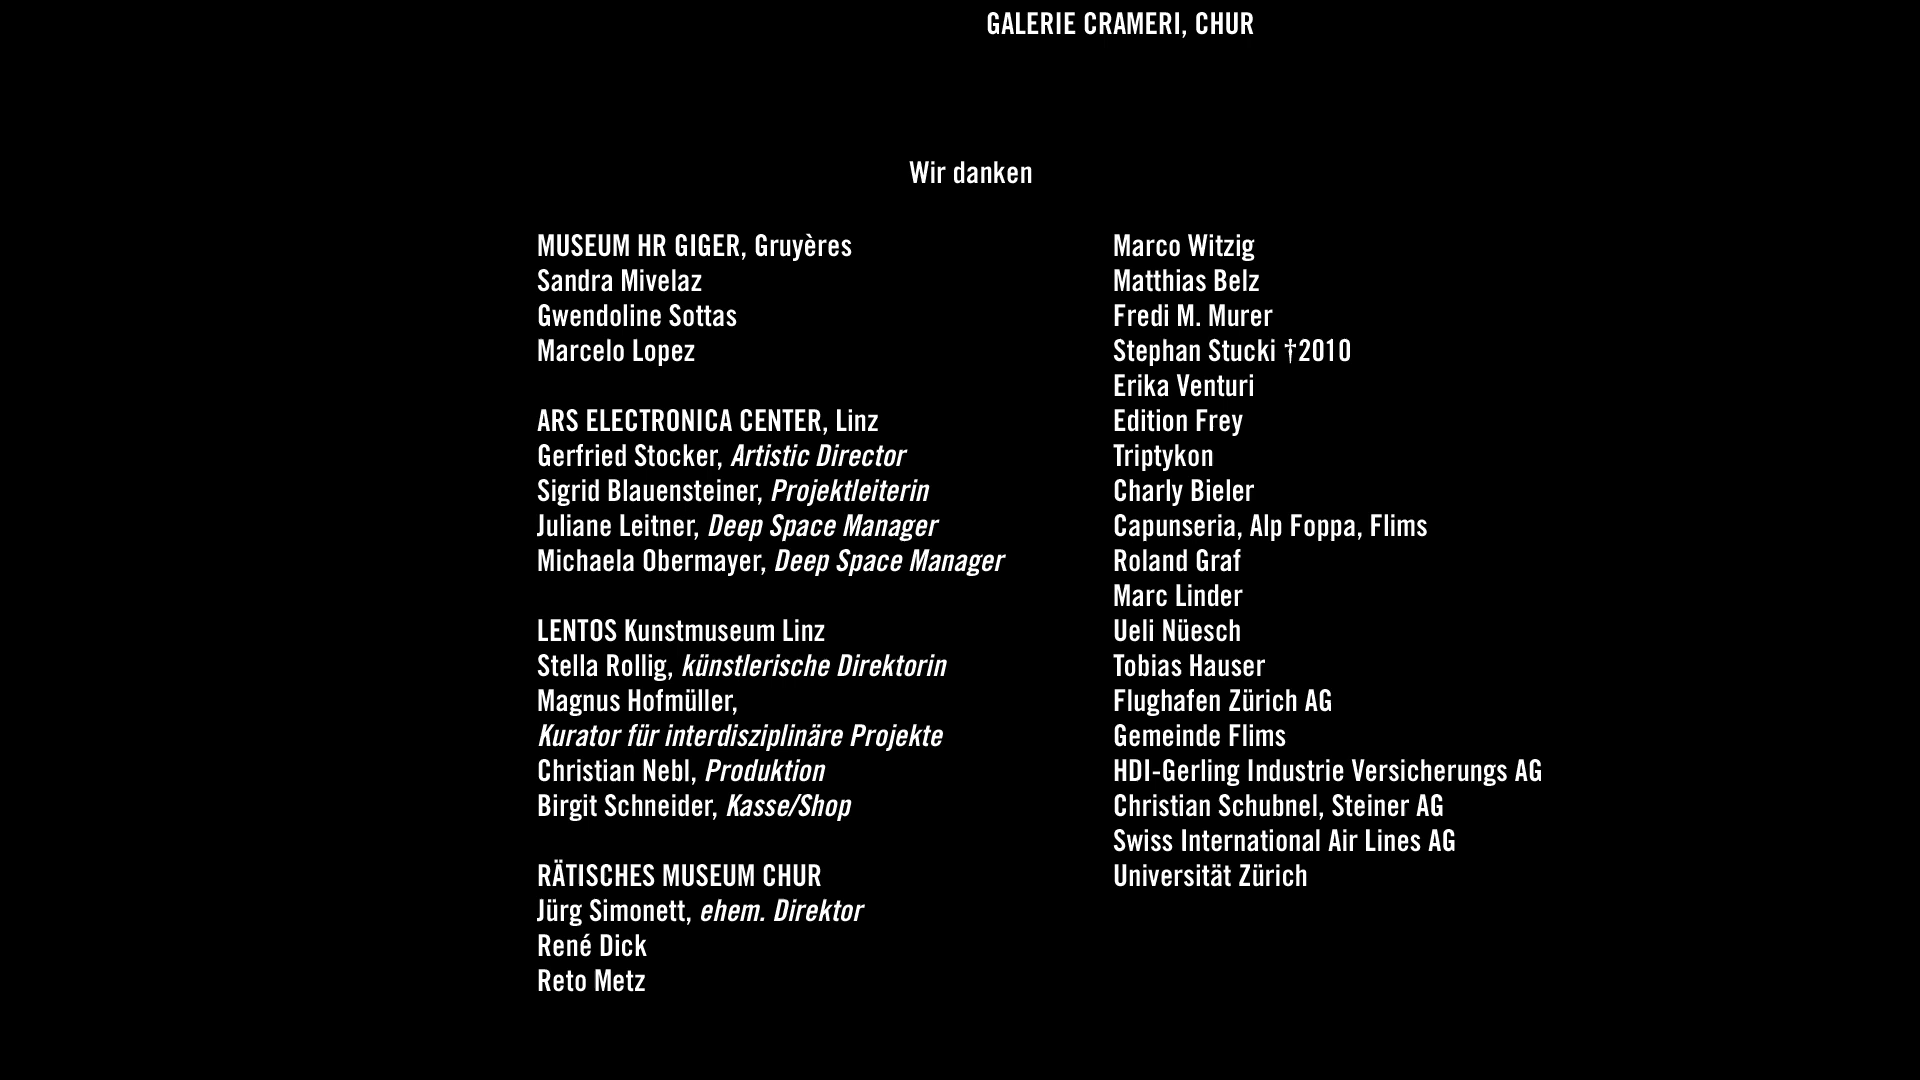 GALERIE CRAMERI, CHUR
Wir danken
MUSEUM HR GIGER, Gruyères
Sandra Mivelaz
Gwendoline Sottas
Marcelo Lopez
ARS ELECTRONICA CENTER, Linz
Gerfried Stocker, Artistic Director
Sigrid Blauensteiner, Projektleiterin
Juliane Leitner, Deep Space Manager
Michaela Obermayer, Deep Space Manager
LENTOS Kunstmuseum Linz
Stella Rollig, künstlerische Direktorin
Magnus Hofmüller,
Kurator für interdisziplinäre Projekte
Christian Nebl, Produktion
Birgit Schneider, Kasse/Shop
RÄTISCHES MUSEUM CHUR
Jürg Simonett, ehem. Direktor
René Dick
Reto Metz
Marco Witzig
Matthias Belz
Fredi M. Murer
Stephan Stucki †2010
Erika Venturi
Edition Frey
Triptykon
Charly Bieler
Capunseria, Alp Foppa, Flims
Roland Graf
Marc Linder
Ueli Nüesch
Tobias Hauser
Flughafen Zürich AG
Gemeinde Flims
HDI-Gerling Industrie Versicherungs AG
Christian Schubnel, Steiner AG
Swiss International Air Lines AG
Universität Zürich